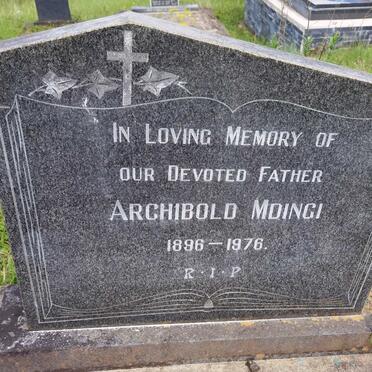 In Loving Memory of
our Devoted Father
Archibold Mdingi
1896 – 1976.
R · I · P